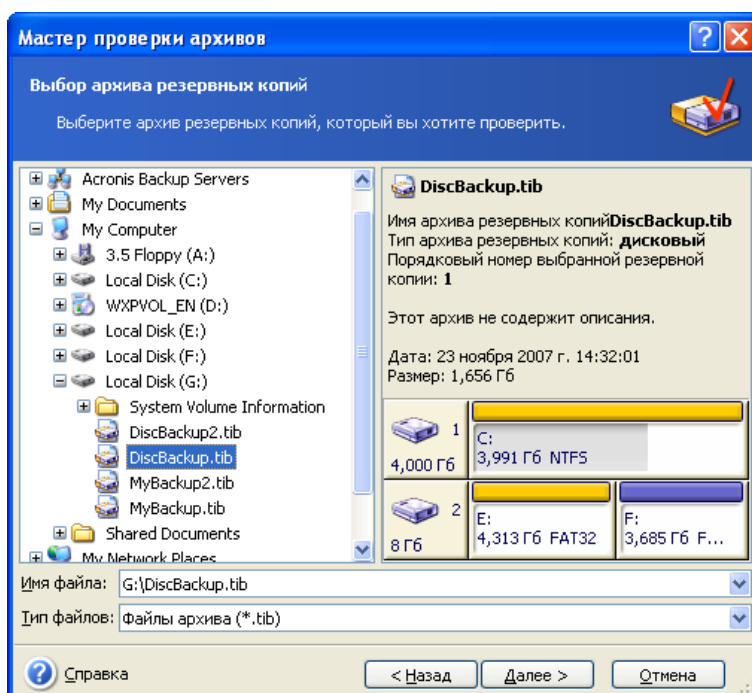 Мастер проверки архивов
Выбор архива резервных копий
Выберите архив резервных копий, который вы хотите проверить.
Acronis Backup Servers
My Documents
My Computer
3.5 Floppy (A:)
Local Disk (C:)
WXPVOL_EN (D:)
Local Disk (E:)
Local Disk (F:)
Local Disk (G:)
System Volume Information
DiscBackup2.tib
DiscBackup.tib
MyBackup2.tib
MyBackup.tib
Shared Documents
My Network Places
DiscBackup.tib
Имя архива резервных копийDiscBackup.tib
Тип архива резервных копий: дисковый
Порядковый номер выбранной резервной
копии: 1
Этот архив не содержит описания.
Дата: 23 ноября 2007 г. 14:32:01
Размер: 1,656 Гб
1
4,000 Гб
C:
3,991 Гб NTFS
2
8 Гб
E:
4,313 Гб FAT32
F:
3,685 Гб F...
Имя файла: G:\DiscBackup.tib
Тип файлов: Файлы архива (*.tib)
Справка
< Назад
Далее >
Отмена